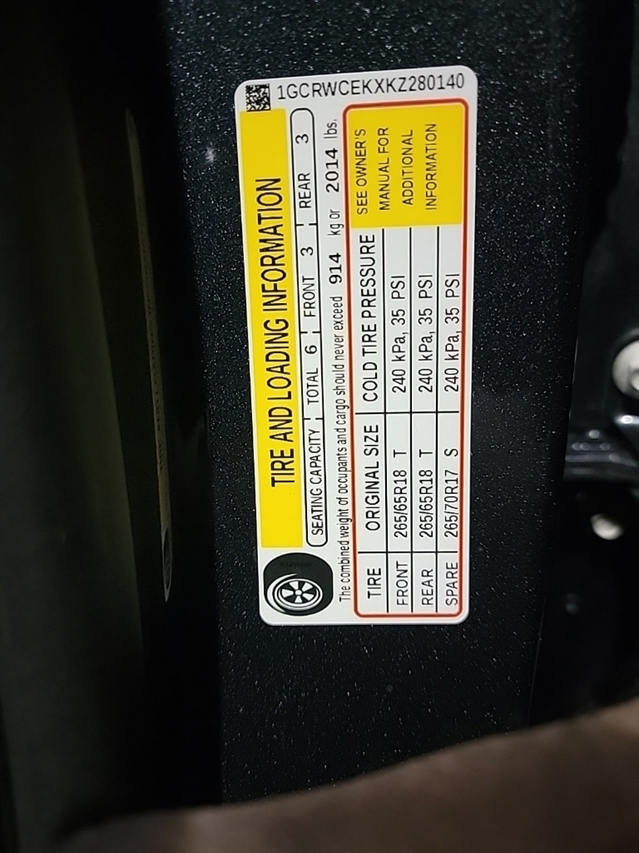 1GCRWCEKXKZ280140
TIRE AND LOADING INFORMATION
SEATING CAPACITY TOTAL 6 FRONT 3 REAR 3
The combined weight of occupants and cargo should never exceed 914 kg or 2014 lbs.
TIRE ORIGINAL SIZE COLD TIRE PRESSURE
FRONT 265/65R18 T 240 kPa, 35 PSI
REAR 265/65R18 T 240 kPa, 35 PSI
SPARE 265/70R17 S 240 kPa, 35 PSI
SEE OWNER'S
MANUAL FOR
ADDITIONAL
INFORMATION